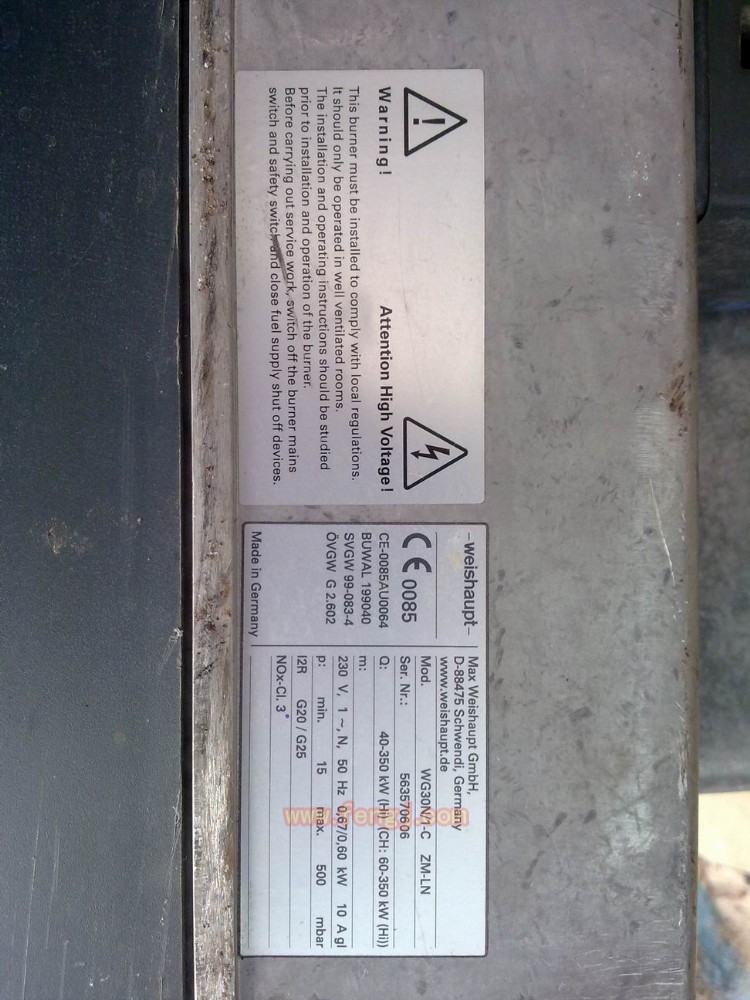 Warning!
Attention High Voltage!
This burner must be installed to comply with local regulations.
It should only be operated in well ventilated rooms.
The installation and operating instructions should be studied
prior to installation and operation of the burner.
Before carrying out service work, switch off the burner mains
switch and safety switch and close fuel supply shut off devices.
–weishaupt–
Max Weishaupt GmbH,
D-88475 Schwendi, Germany
www.weishaupt.de
CE 0085
CE-0085AU0064
BUWAL 199040
SVGW 99-083-4
ÖVGW G 2.602
Made in Germany
Mod. WG30N/1-C ZM-LN
Ser. Nr.: 563570606
Q: 40-350 kW (Hi) (CH: 60-350 kW (Hi))
m:
230 V, 1 ~, N, 50 Hz 0,67/0,60 kW 10 A gl
p: min. 15 max. 500 mbar
I2R G20 / G25
NOx-Cl. 3